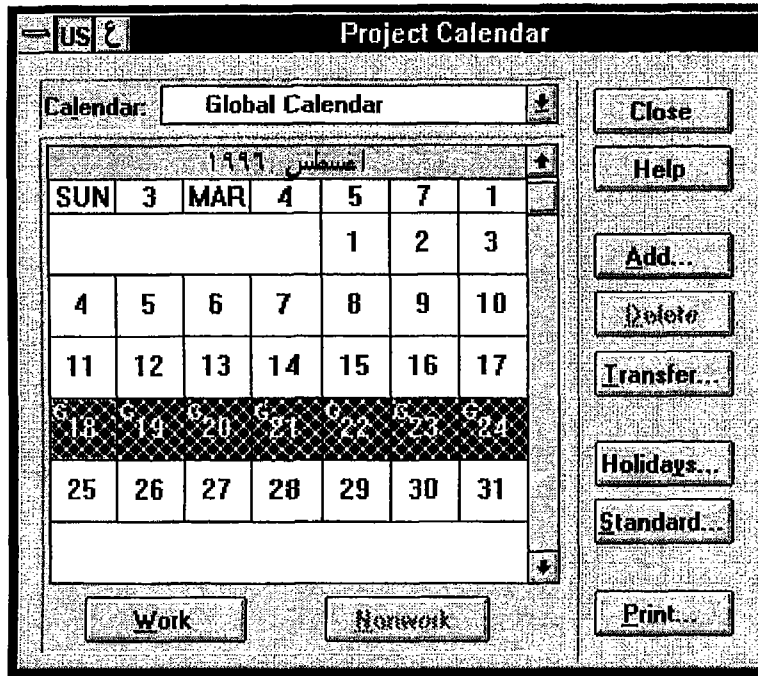 US ع Project Calendar
Calendar: Global Calendar
اغسطس ١٩٩٦
SUN 3 MAR 4 5 7 1
1 2 3
4 5 6 7 8 9 10
11 12 13 14 15 16 17
G 18 G 19 G 20 G 21 G 22 G 23 G 24
25 26 27 28 29 30 31
Work Nonwork
Close
Help
Add...
Delete
Transfer...
Holidays...
Standard...
Print...